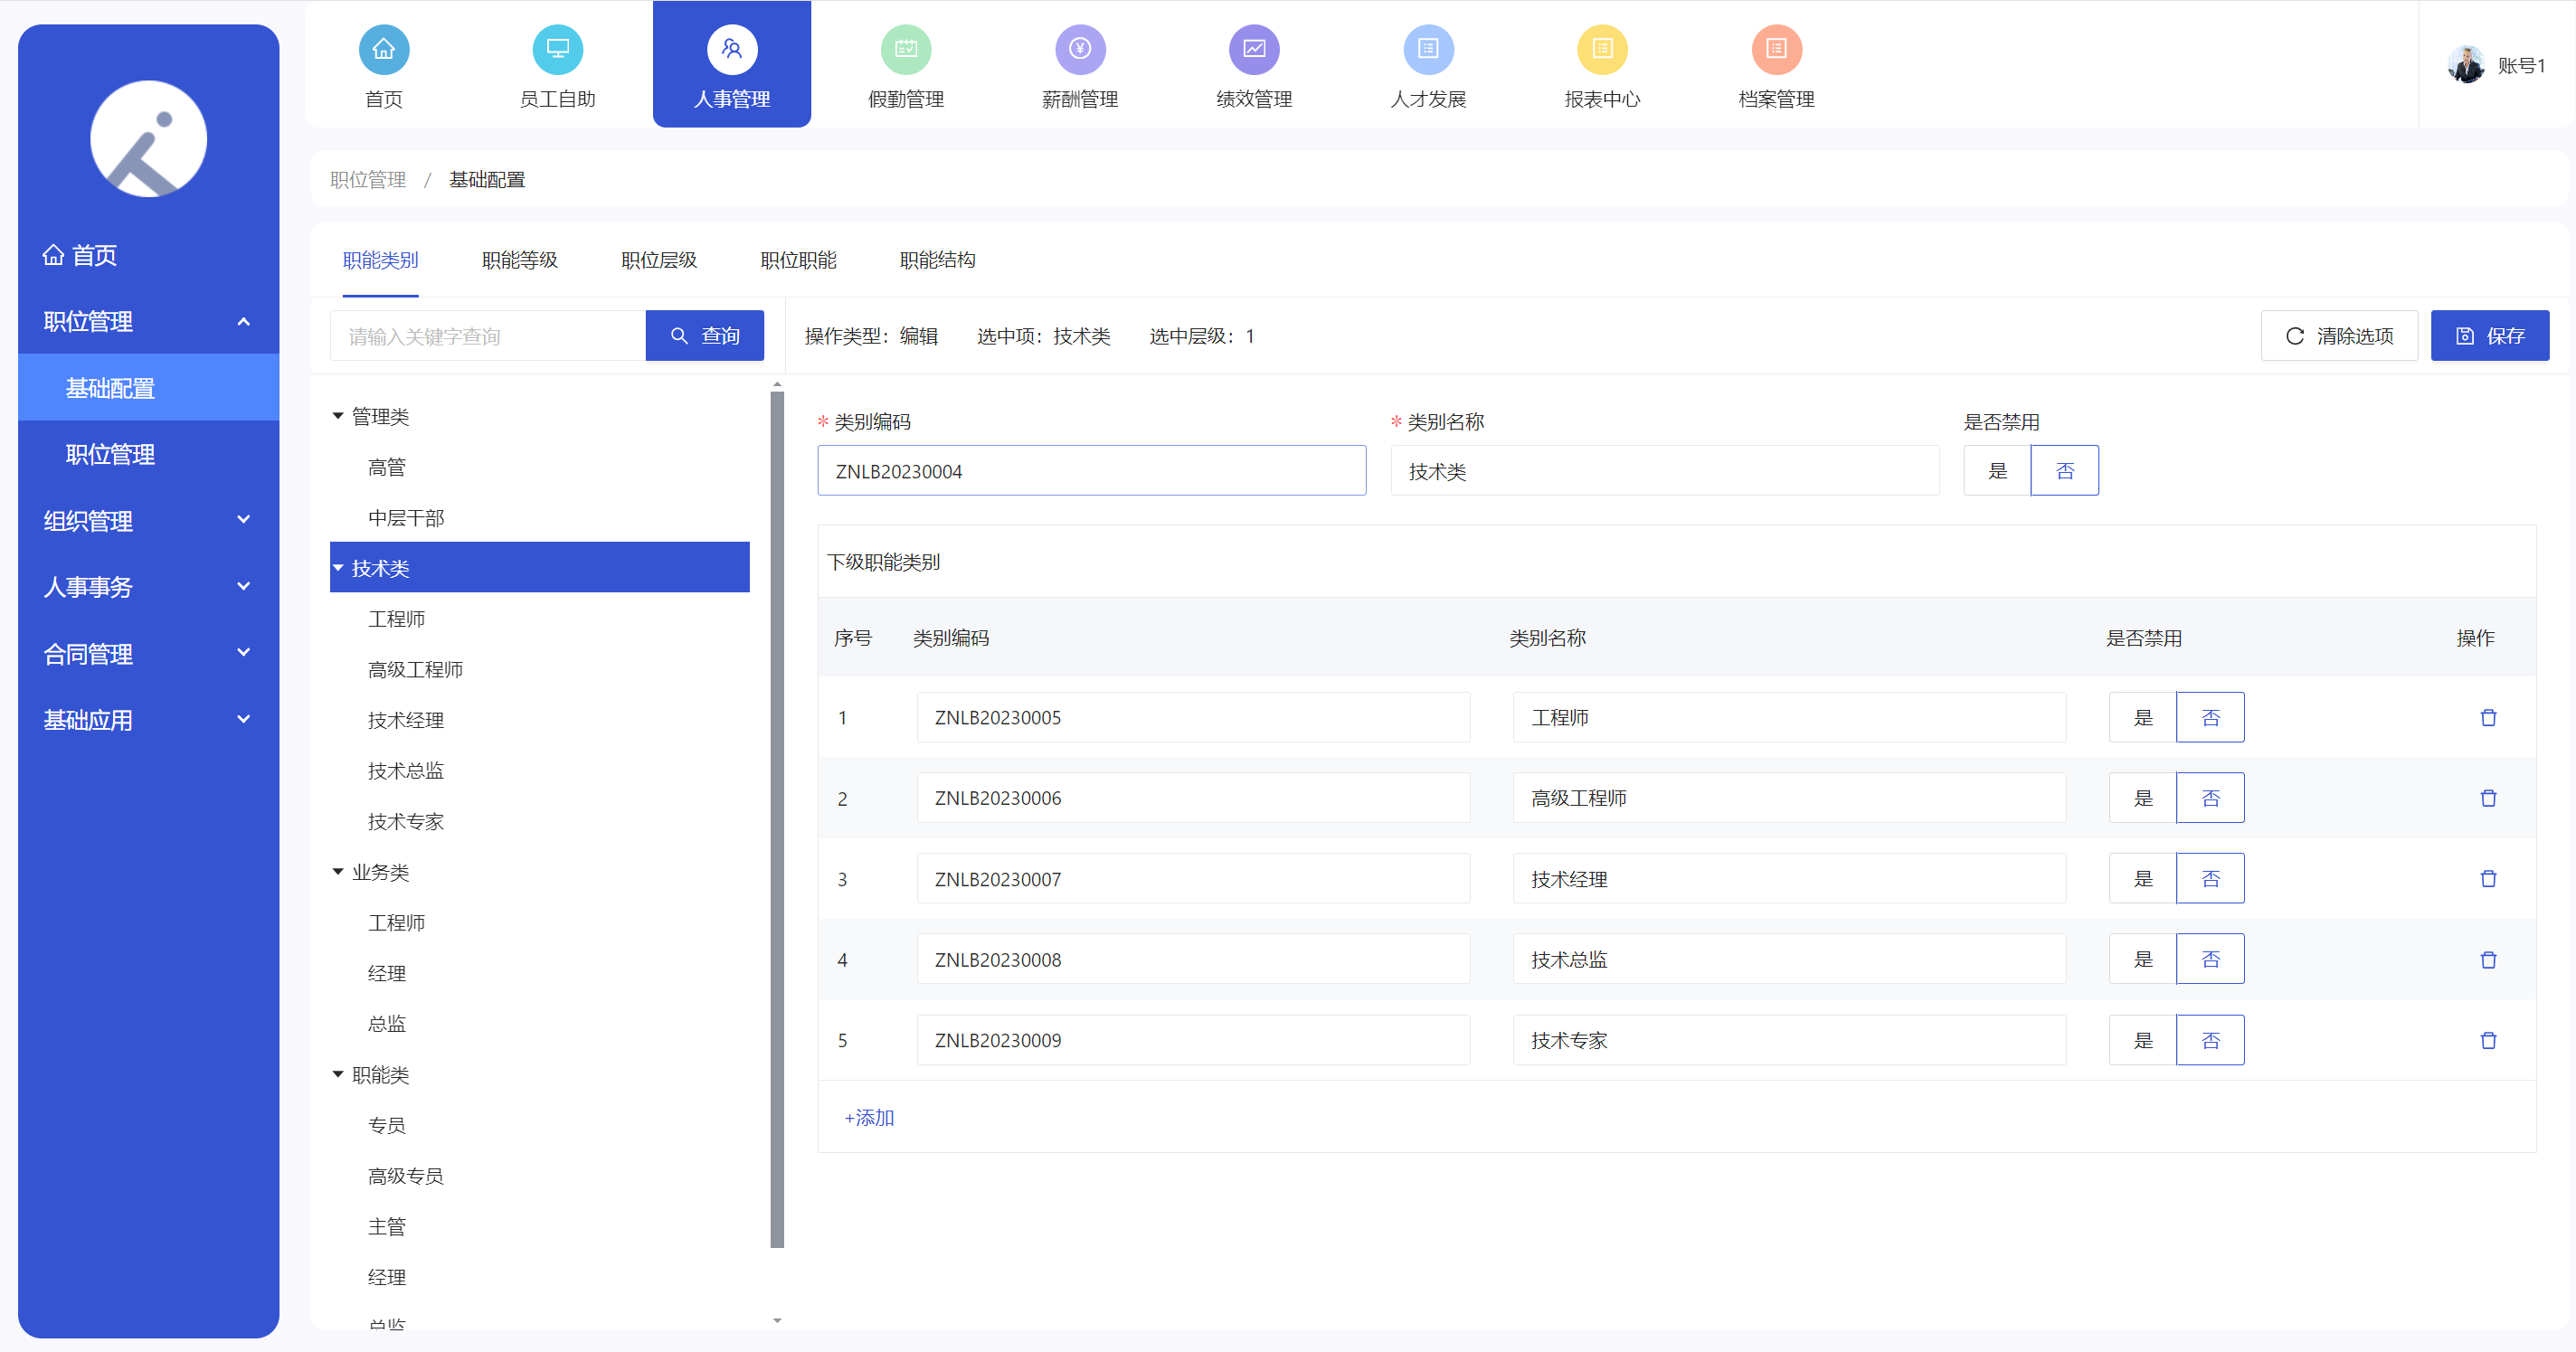 首页
员工自助
人事管理
假勤管理
薪酬管理
绩效管理
人才发展
报表中心
档案管理
账号1
首页
职位管理
基础配置
职位管理
组织管理
人事事务
合同管理
基础应用
职位管理 / 基础配置
职能类别 职能等级 职位层级 职位职能 职能结构
请输入关键字查询 查询
操作类型：编辑 选中项：技术类 选中层级：1
清除选项 保存
管理类
高管
中层干部
技术类
工程师
高级工程师
技术经理
技术总监
技术专家
业务类
工程师
经理
总监
职能类
专员
高级专员
主管
经理
总监
* 类别编码 * 类别名称 是否禁用
ZNLB20230004 技术类 是 否
下级职能类别
序号 类别编码 类别名称 是否禁用 操作
1 ZNLB20230005 工程师 是 否
2 ZNLB20230006 高级工程师 是 否
3 ZNLB20230007 技术经理 是 否
4 ZNLB20230008 技术总监 是 否
5 ZNLB20230009 技术专家 是 否
+添加